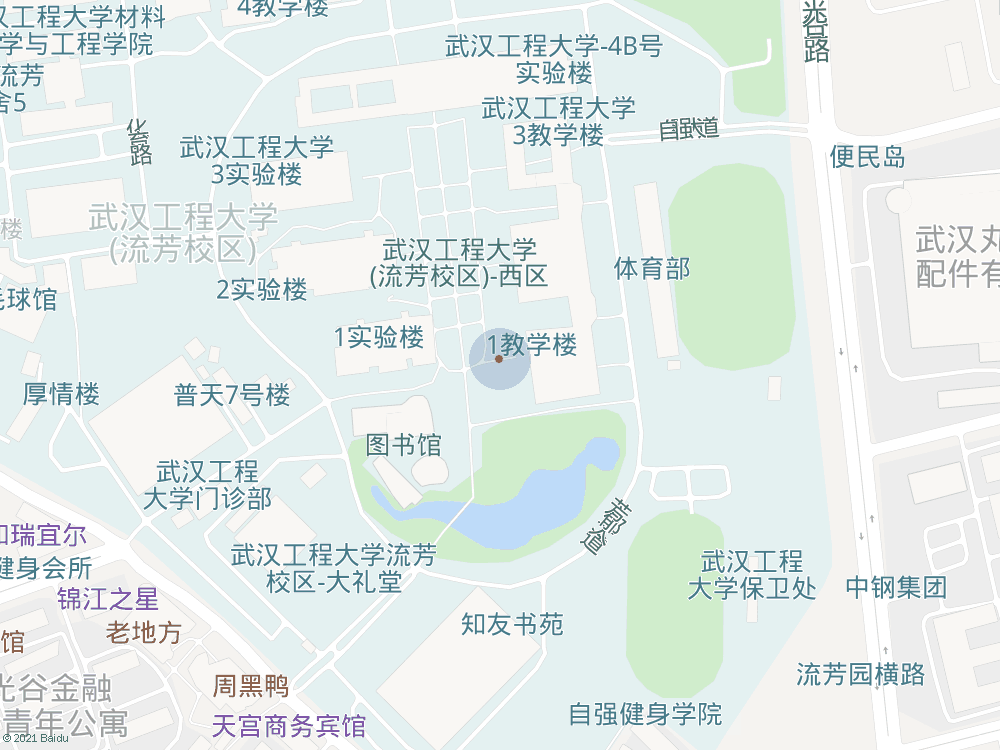 4教学楼
汉工程大学材料
学与工程学院
流芳
舍5
武汉工程大学-4B号
实验楼
光谷路
武汉工程大学
3教学楼
自强道
化育路
便民岛
武汉工程大学
3实验楼
武汉工程大学
(流芳校区)
楼
武汉工程大学
(流芳校区)-西区
体育部
武汉丸
配件有
2实验楼
毛球馆
1实验楼
1教学楼
厚情楼
普天7号楼
图书馆
武汉工程
大学门诊部
芳邮道
和瑞宜尔
健身会所
武汉工程大学流芳
校区-大礼堂
武汉工程
大学保卫处
中钢集团
锦江之星
老地方
馆
知友书苑
流芳园横路
周黑鸭
光谷金融
青年公寓
天宫商务宾馆
自强健身学院
© 2021 Baidu